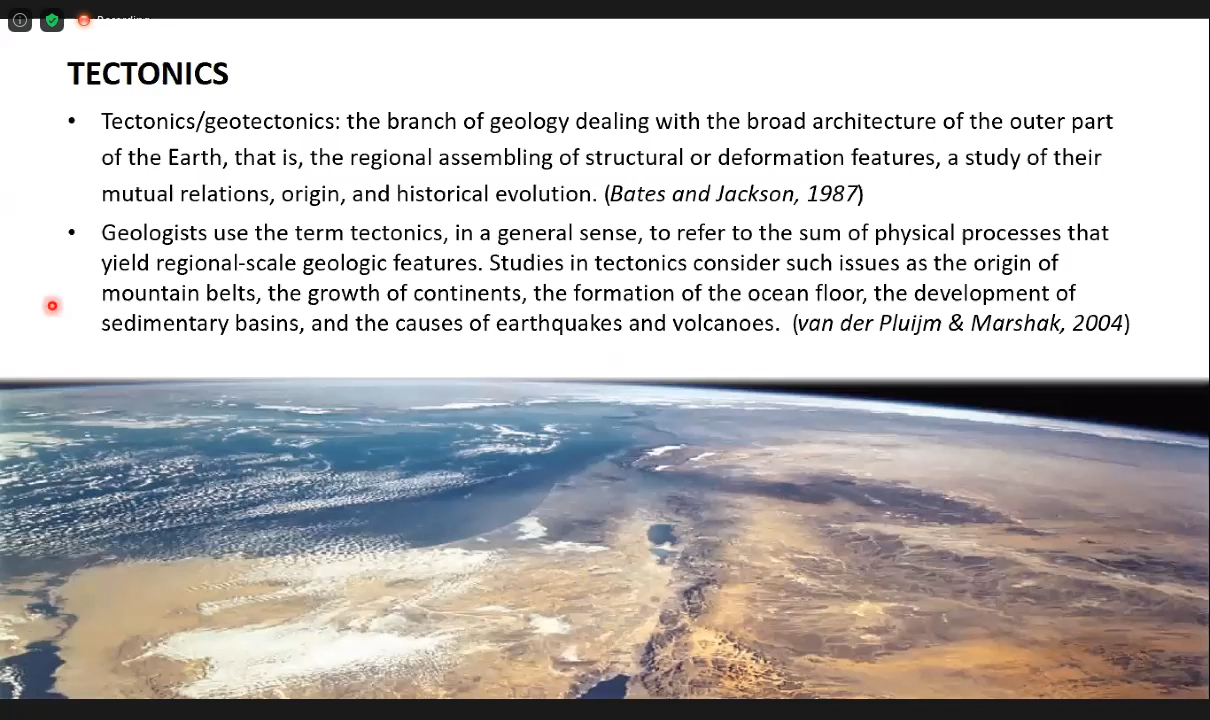 Recording
TECTONICS
• Tectonics/geotectonics: the branch of geology dealing with the broad architecture of the outer part
of the Earth, that is, the regional assembling of structural or deformation features, a study of their
mutual relations, origin, and historical evolution. (Bates and Jackson, 1987)
• Geologists use the term tectonics, in a general sense, to refer to the sum of physical processes that
yield regional-scale geologic features. Studies in tectonics consider such issues as the origin of
mountain belts, the growth of continents, the formation of the ocean floor, the development of
sedimentary basins, and the causes of earthquakes and volcanoes. (van der Pluijm & Marshak, 2004)